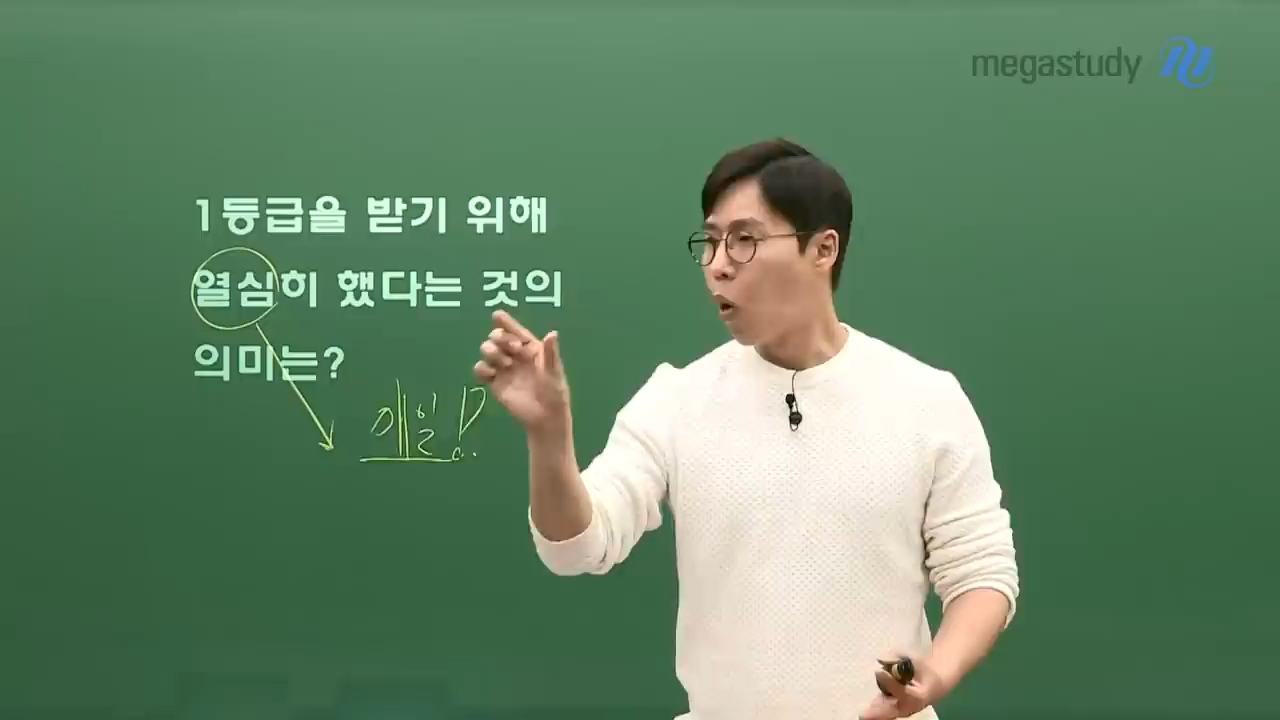 megastudy
1등급을 받기 위해
열심히 했다는 것의
의미는?
매일!!